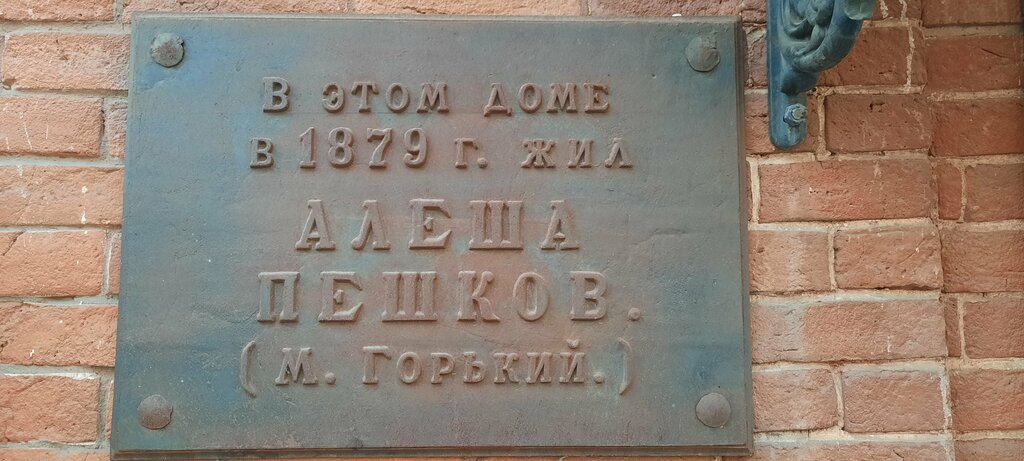 В ЭТОМ ДОМЕ
В 1879 Г. ЖИЛ
АЛЕША
ПЕШКОВ.
(М. ГОРЬКИЙ.)